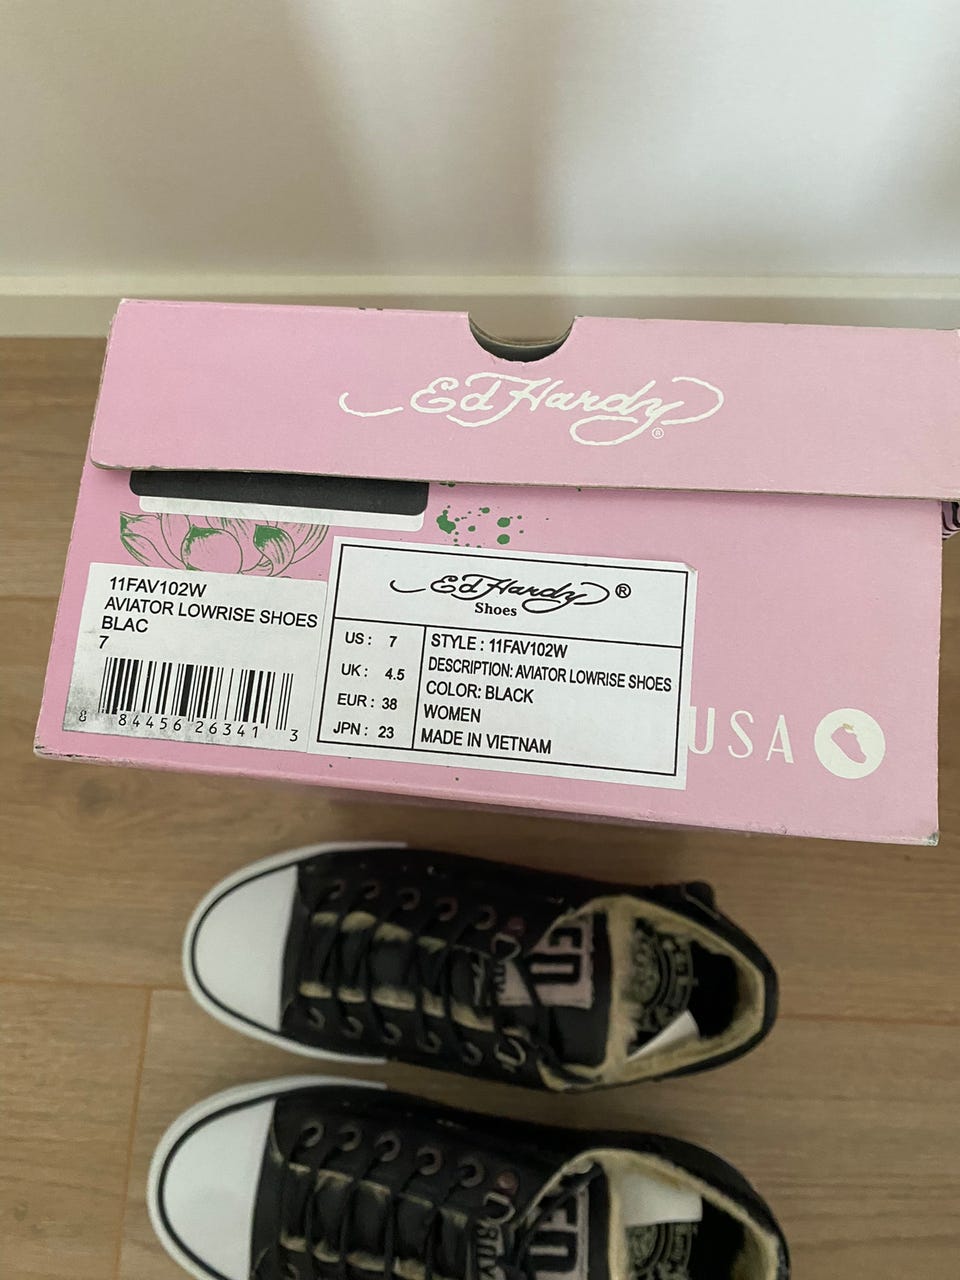 Ed Hardy
®
11FAV102W
AVIATOR LOWRISE SHOES
BLAC
7
8 84456 26341 3
Ed Hardy ®
Shoes
US : 7
UK : 4.5
EUR : 38
JPN : 23
STYLE : 11FAV102W
DESCRIPTION: AVIATOR LOWRISE SHOES
COLOR: BLACK
WOMEN
MADE IN VIETNAM
USA